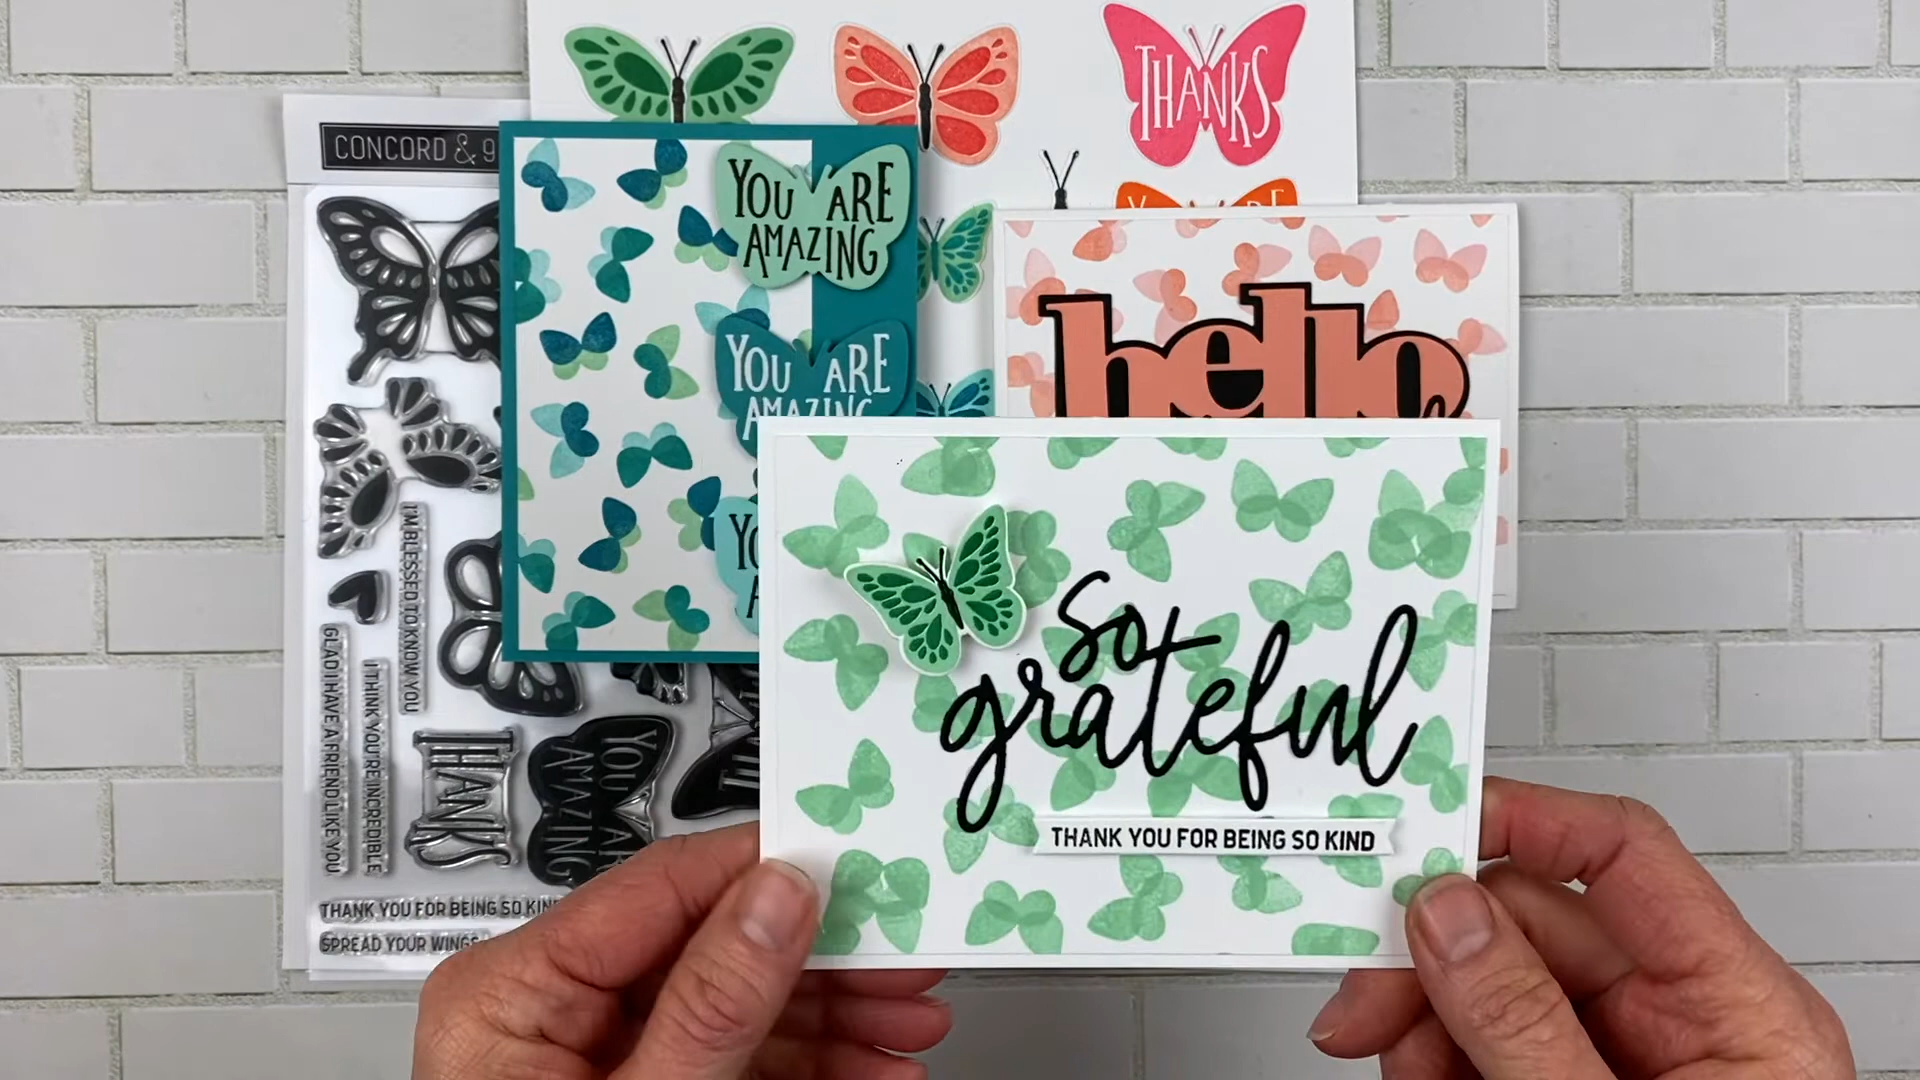 CONCORD & 9
I'M BLESSED TO KNOW YOU
GLAD I HAVE A FRIEND LIKE YOU
I THINK YOU'RE INCREDIBLE
THANKS
YOU ARE
AMAZING
THANK YOU FOR BEING SO KIND
SPREAD YOUR WINGS
YOU ARE
AMAZING
YOU ARE
AMAZING
THANKS
hello
so
grateful
THANK YOU FOR BEING SO KIND